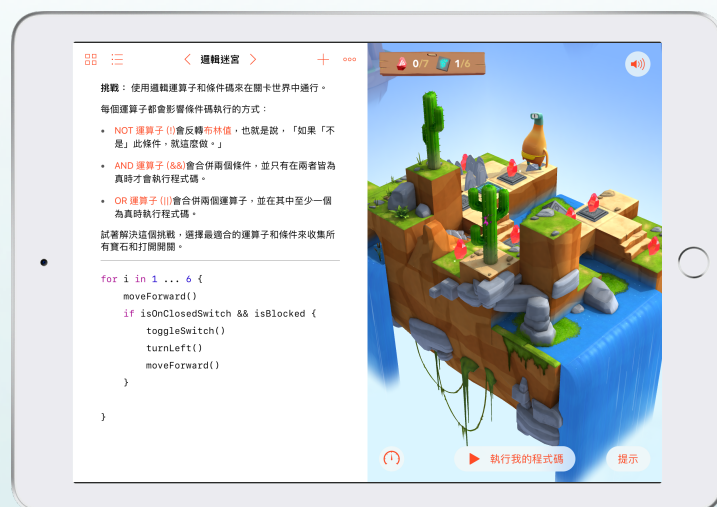 邏輯迷宮
0/7 1/6
挑戰： 使用邏輯運算子和條件碼來在關卡世界中通行。
每個運算子都會影響條件碼執行的方式：
• NOT 運算子 (!)會反轉布林值，也就是說，「如果「不
是」此條件，就這麼做。」
• AND 運算子 (&&)會合併兩個條件，並只有在兩者皆為
真時才會執行程式碼。
• OR 運算子 (||)會合併兩個運算子，並在其中至少一個
為真時執行程式碼。
試著解決這個挑戰，選擇最適合的運算子和條件來收集所
有寶石和打開開關。
for i in 1 ... 6 {
moveForward()
if isOnClosedSwitch && isBlocked {
toggleSwitch()
turnLeft()
moveForward()
}
}
執行我的程式碼
提示